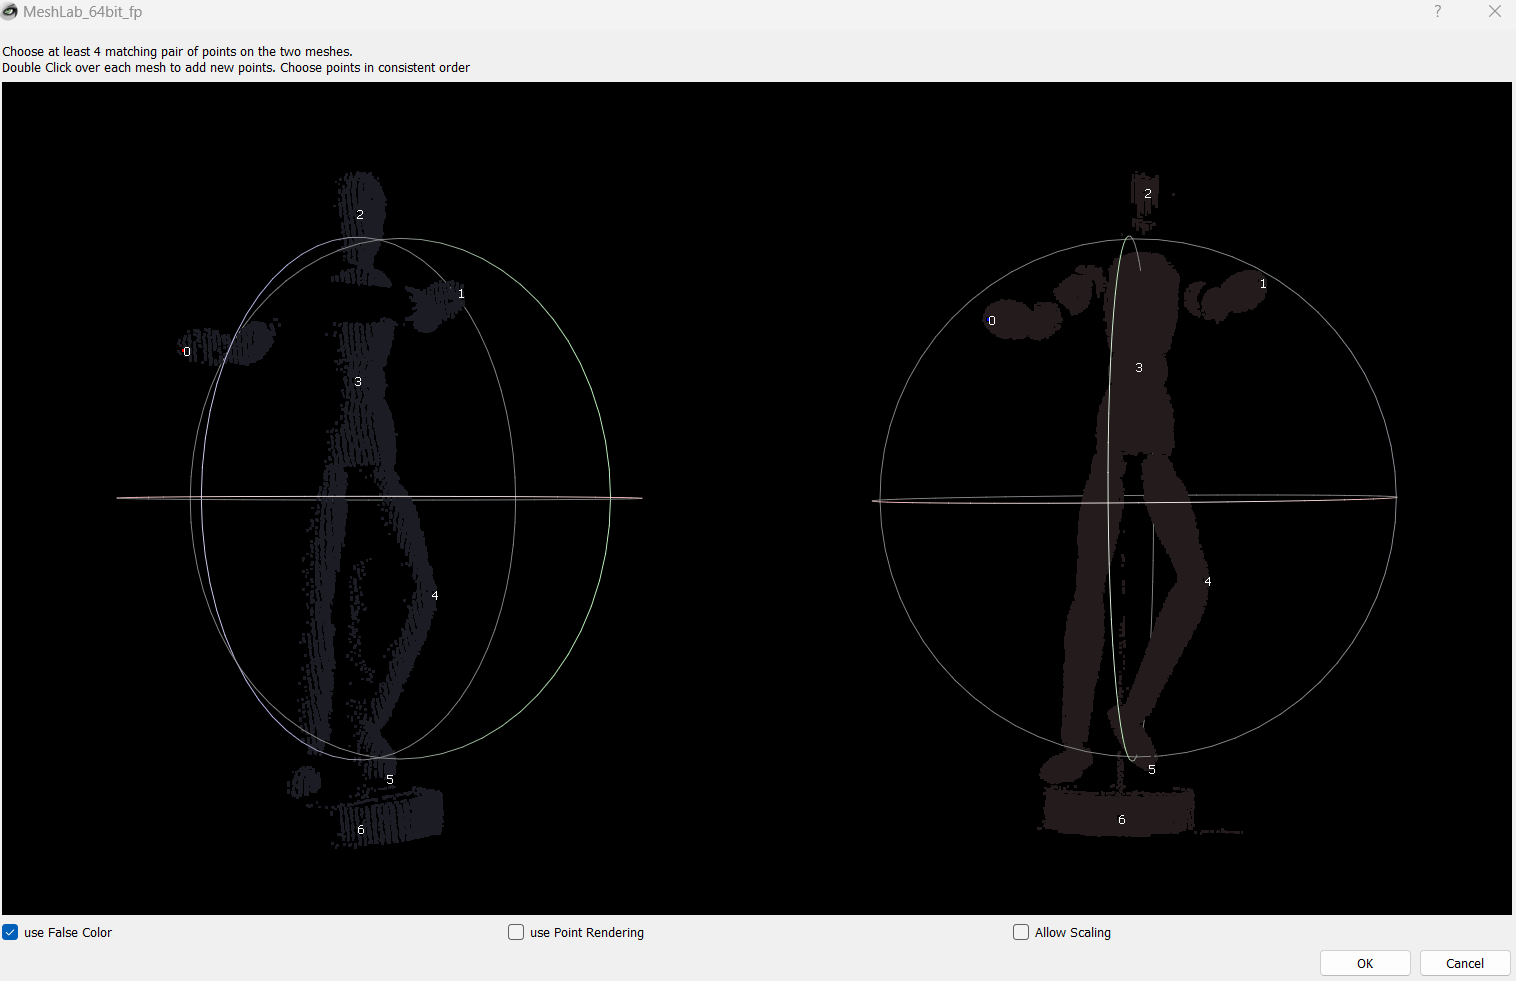 MeshLab_64bit_fp
?
Choose at least 4 matching pair of points on the two meshes.
Double Click over each mesh to add new points. Choose points in consistent order
2
1
0
3
4
5
6
2
1
0
3
4
5
6
use False Color
use Point Rendering
Allow Scaling
OK
Cancel